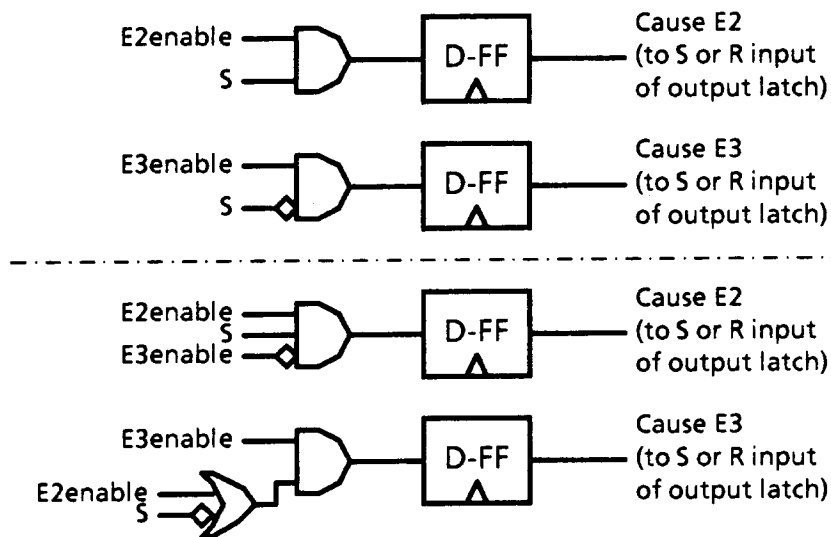 E2enable
S
D-FF
Cause E2
(to S or R input
of output latch)
E3enable
S
D-FF
Cause E3
(to S or R input
of output latch)
E2enable
S
E3enable
D-FF
Cause E2
(to S or R input
of output latch)
E3enable
E2enable
S
D-FF
Cause E3
(to S or R input
of output latch)